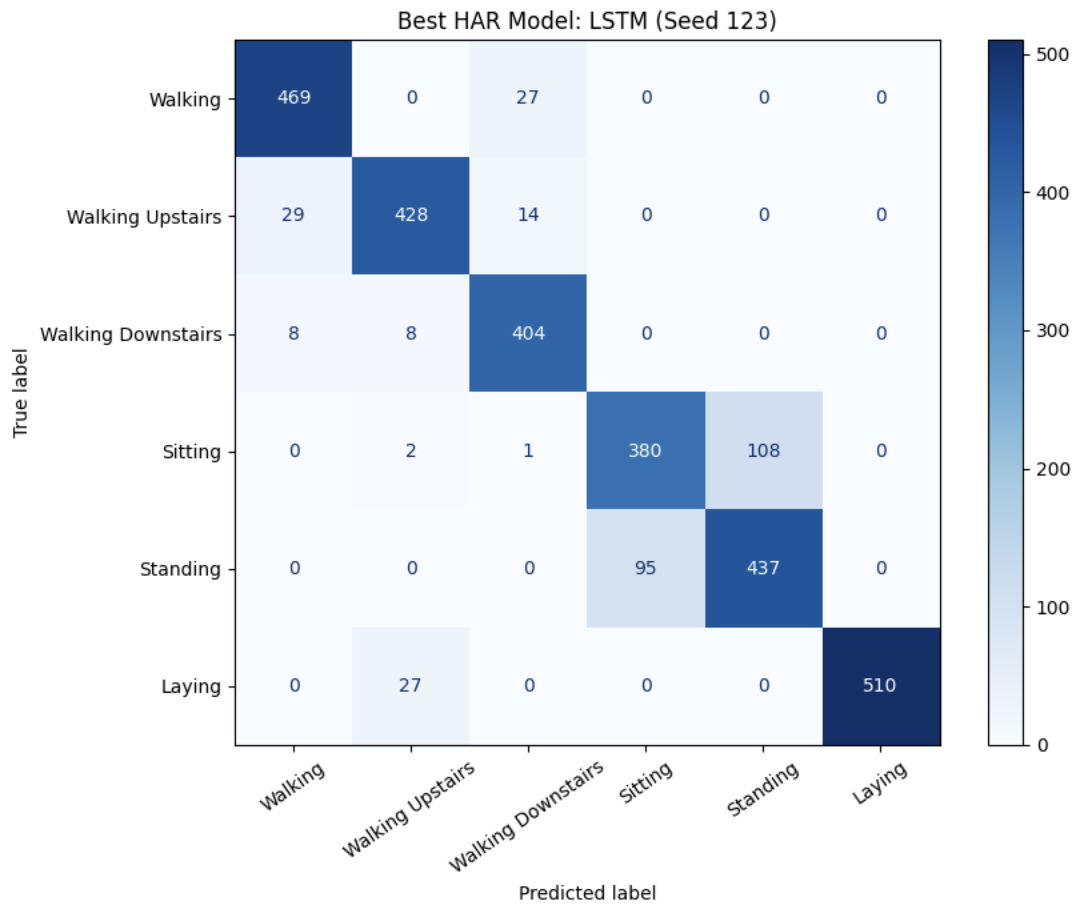 Best HAR Model: LSTM (Seed 123)
Walking 469 0 27 0 0 0
Walking Upstairs 29 428 14 0 0 0
Walking Downstairs 8 8 404 0 0 0
Sitting 0 2 1 380 108 0
Standing 0 0 0 95 437 0
Laying 0 27 0 0 0 510
True label
Walking
Walking Upstairs
Walking Downstairs
Sitting
Standing
Laying
Predicted label
500
400
300
200
100
0